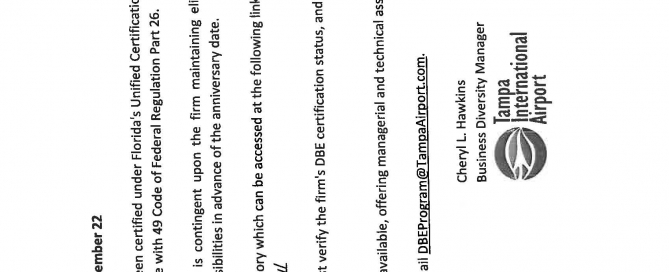 ember 22
en certified under Florida's Unified Certificatio
e with 49 Code of Federal Regulation Part 26.
is contingent upon the firm maintaining eli
sibilities in advance of the anniversary date.
ory which can be accessed at the following link
t verify the firm's DBE certification status, and
available, offering managerial and technical ass
ail DBEProgram@TampaAirport.com.
Cheryl L. Hawkins
Business Diversity Manager
Tampa
International
Airport